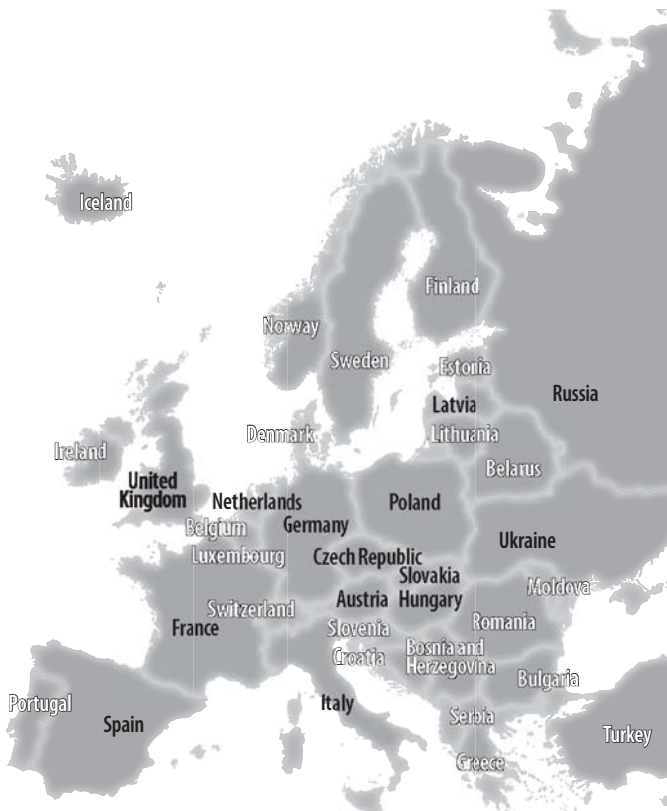 Iceland
Finland
Norway
Sweden
Estonia
Russia
Latvia
Denmark
Lithuania
Ireland
Belarus
United
Kingdom
Netherlands
Poland
Belgium
Germany
Ukraine
Luxembourg
Czech Republic
Slovakia
Moldova
Switzerland
Austria
Hungary
France
Slovenia
Romania
Croatia
Bosnia and
Herzegovina
Bulgaria
Portugal
Spain
Italy
Serbia
Turkey
Greece